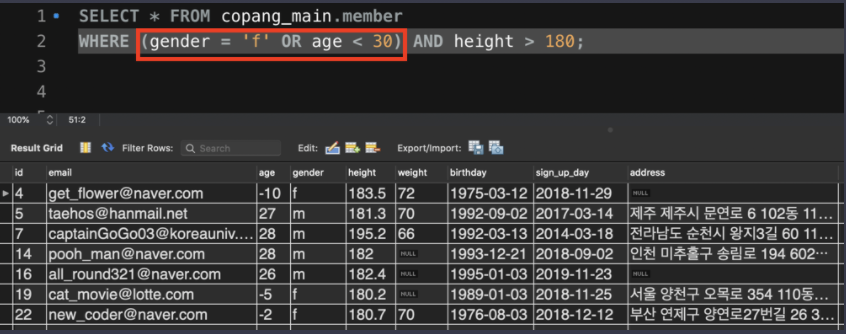 1 SELECT * FROM copang_main.member
2 WHERE (gender = 'f' OR age < 30) AND height > 180;
3
4
100% 51:2
Result Grid Filter Rows: Search Edit: Export/Import:
id email age gender height weight birthday sign_up_day address
4 get_flower@naver.com -10 f 183.5 72 1975-03-12 2018-11-29 NULL
5 taehos@hanmail.net 27 m 181.3 70 1992-09-02 2017-03-14 제주 제주시 문연로 6 102동 11...
7 captainGoGo03@koreauniv.... 28 m 195.2 66 1992-03-13 2014-03-18 전라남도 순천시 왕지3길 60 11...
14 pooh_man@naver.com 28 m 182 NULL 1993-12-21 2018-09-02 인천 미추홀구 송림로 194 602...
16 all_round321@naver.com 26 m 182.4 NULL 1995-01-03 2019-11-23 NULL
19 cat_movie@lotte.com -5 f 180.2 NULL 1989-01-03 2018-11-25 서울 양천구 오목로 354 110동...
22 new_coder@naver.com -2 f 180.7 70 1976-08-03 2018-12-12 부산 연제구 양연로27번길 26 3...